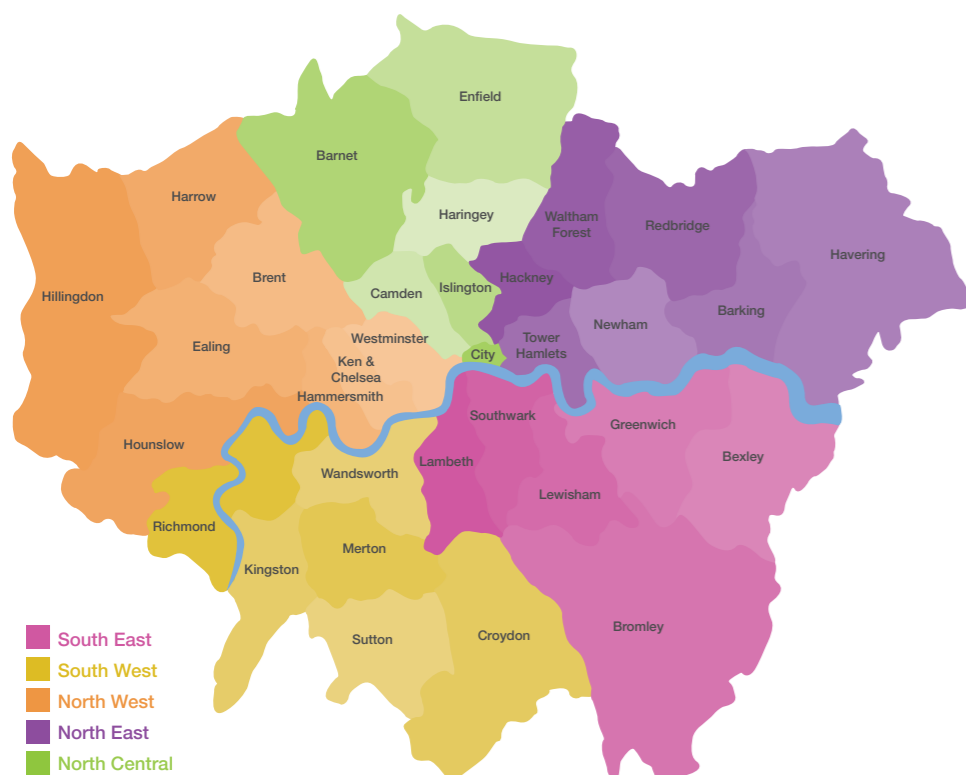 Enfield
Barnet
Harrow
Haringey
Waltham
Forest
Redbridge
Havering
Brent
Hackney
Hillingdon
Camden
Islington
Barking
Newham
Ealing
Westminster
Tower
Hamlets
City
Ken &
Chelsea
Hammersmith
Southwark
Greenwich
Hounslow
Wandsworth
Lambeth
Bexley
Lewisham
Richmond
Merton
Kingston
Bromley
Sutton
Croydon
South East
South West
North West
North East
North Central